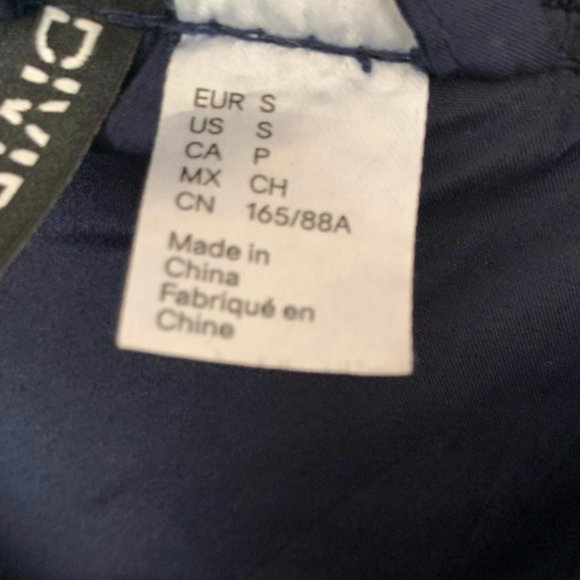 EUR S
US S
CA P
MX CH
CN 165/88A
Made in
China
Fabriqué en
Chine